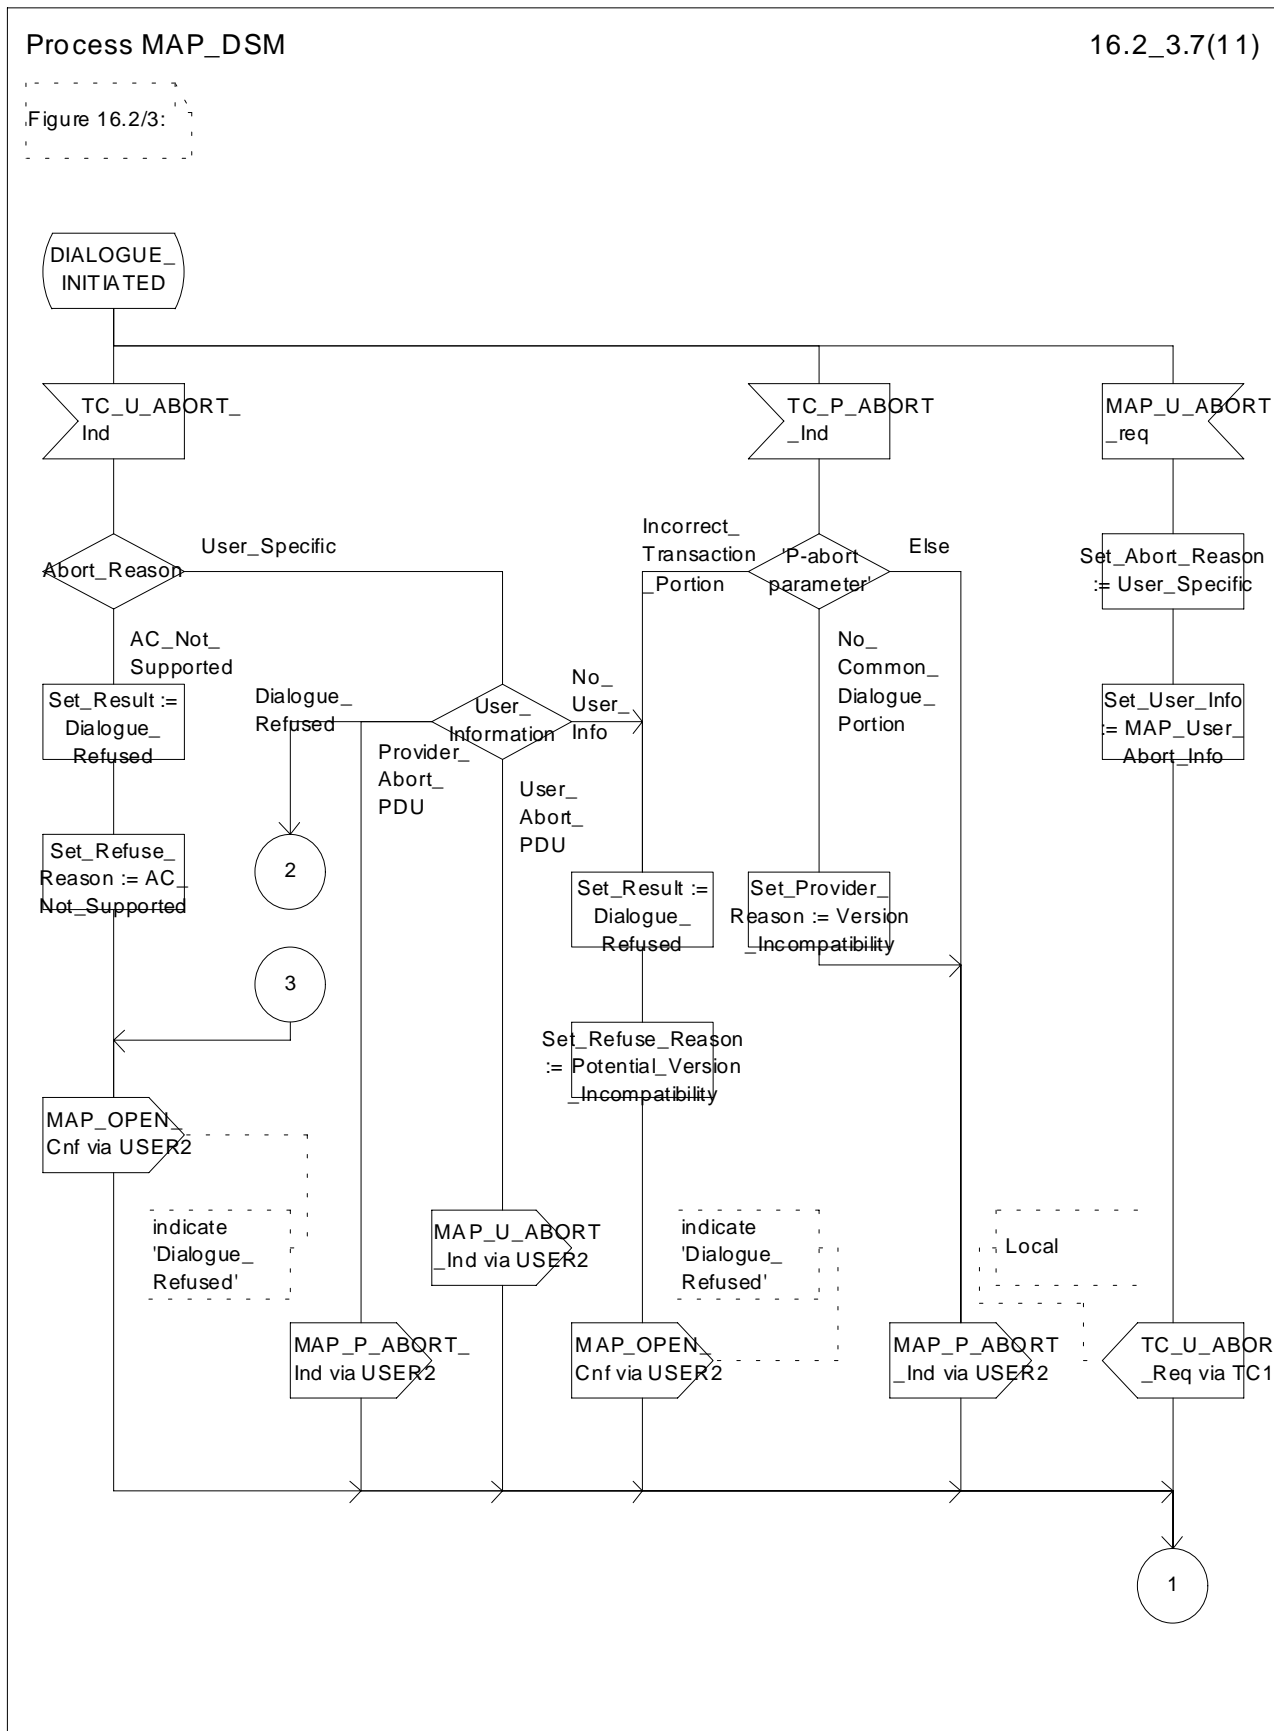 Process MAP_DSM
16.2_3.7(11)
Figure 16.2/3:
DIALOGUE_
INITIATED
TC_U_ABORT_
Ind
TC_P_ABORT
_Ind
MAP_U_ABORT
_req
Abort_Reason
User_Specific
Incorrect_
Transaction
_Portion
'P-abort
parameter'
Else
Set_Abort_Reason
:= User_Specific
AC_Not_
Supported
No_
Common_
Dialogue_
Portion
Set_Result :=
Dialogue_
Refused
Dialogue_
Refused
User_
Information
No_
User_
Info
Set_User_Info
:= MAP_User_
Abort_Info
Provider_
Abort_
PDU
User_
Abort_
PDU
Set_Refuse_
Reason := AC_
Not_Supported
2
Set_Result :=
Dialogue_
Refused
Set_Provider_
Reason := Version
_Incompatibility
3
Set_Refuse_Reason
:= Potential_Version
_Incompatibility
MAP_OPEN_
Cnf via USER2
indicate
'Dialogue_
Refused'
MAP_U_ABORT
_Ind via USER2
indicate
'Dialogue_
Refused'
Local
MAP_P_ABORT_
Ind via USER2
MAP_OPEN_
Cnf via USER2
MAP_P_ABORT
_Ind via USER2
TC_U_ABOR
_Req via TC1
1